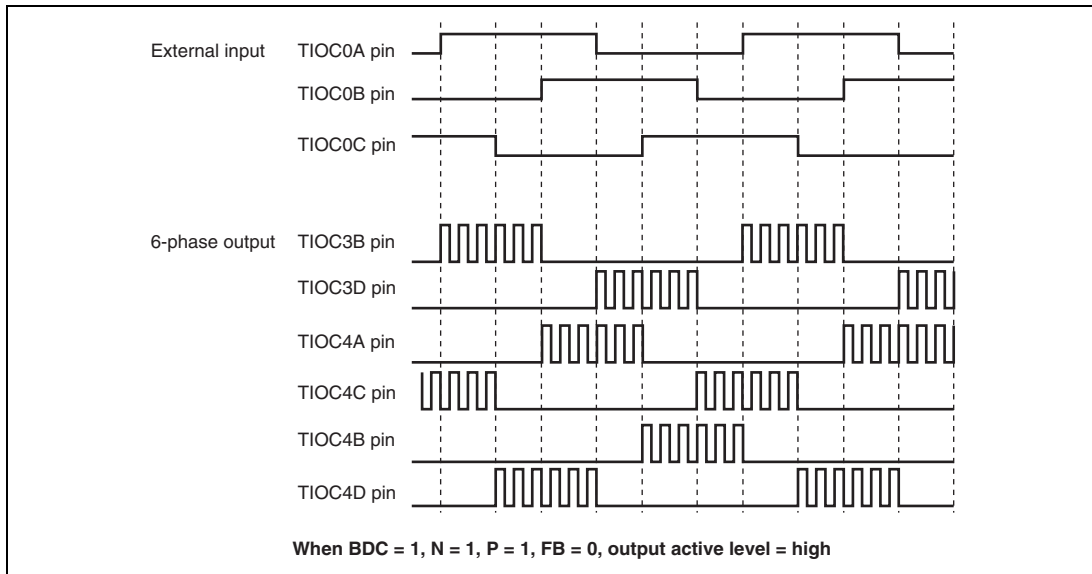 External input TIOC0A pin
TIOC0B pin
TIOC0C pin
6-phase output TIOC3B pin
TIOC3D pin
TIOC4A pin
TIOC4C pin
TIOC4B pin
TIOC4D pin
When BDC = 1, N = 1, P = 1, FB = 0, output active level = high